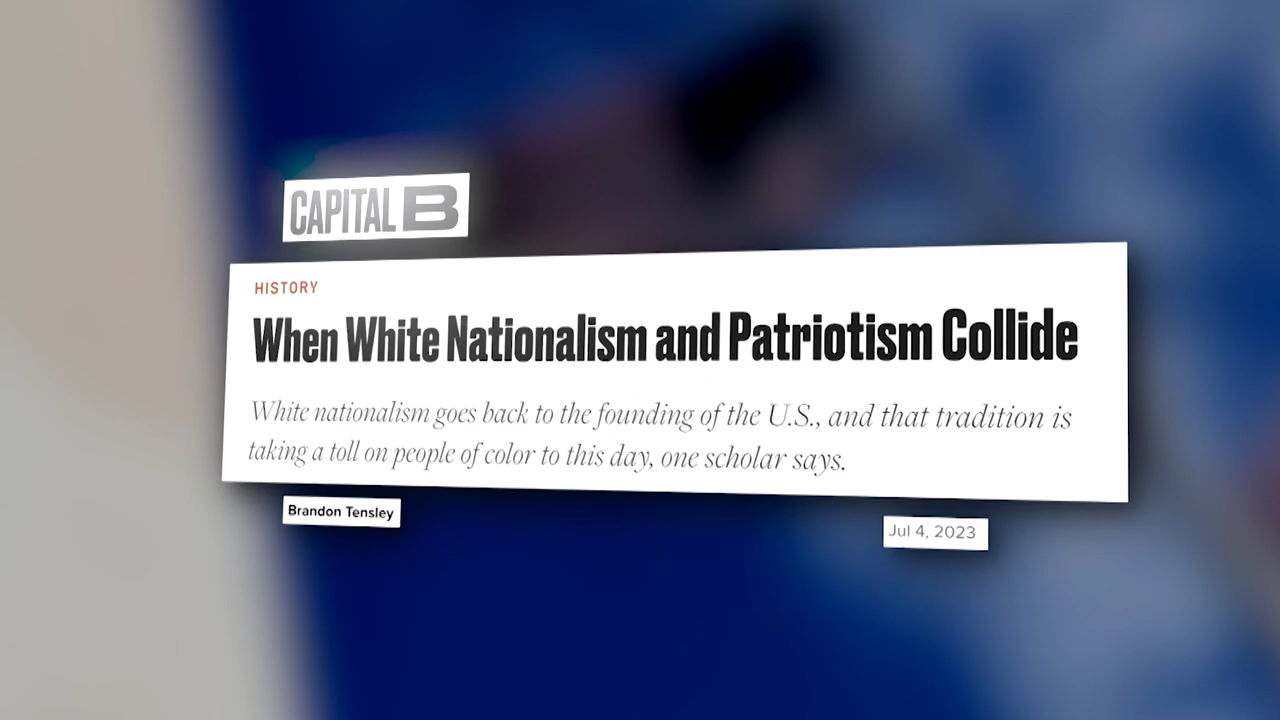 CAPITAL B
HISTORY
When White Nationalism and Patriotism Collide
White nationalism goes back to the founding of the U.S., and that tradition is
taking a toll on people of color to this day, one scholar says.
Brandon Tensley
Jul 4, 2023